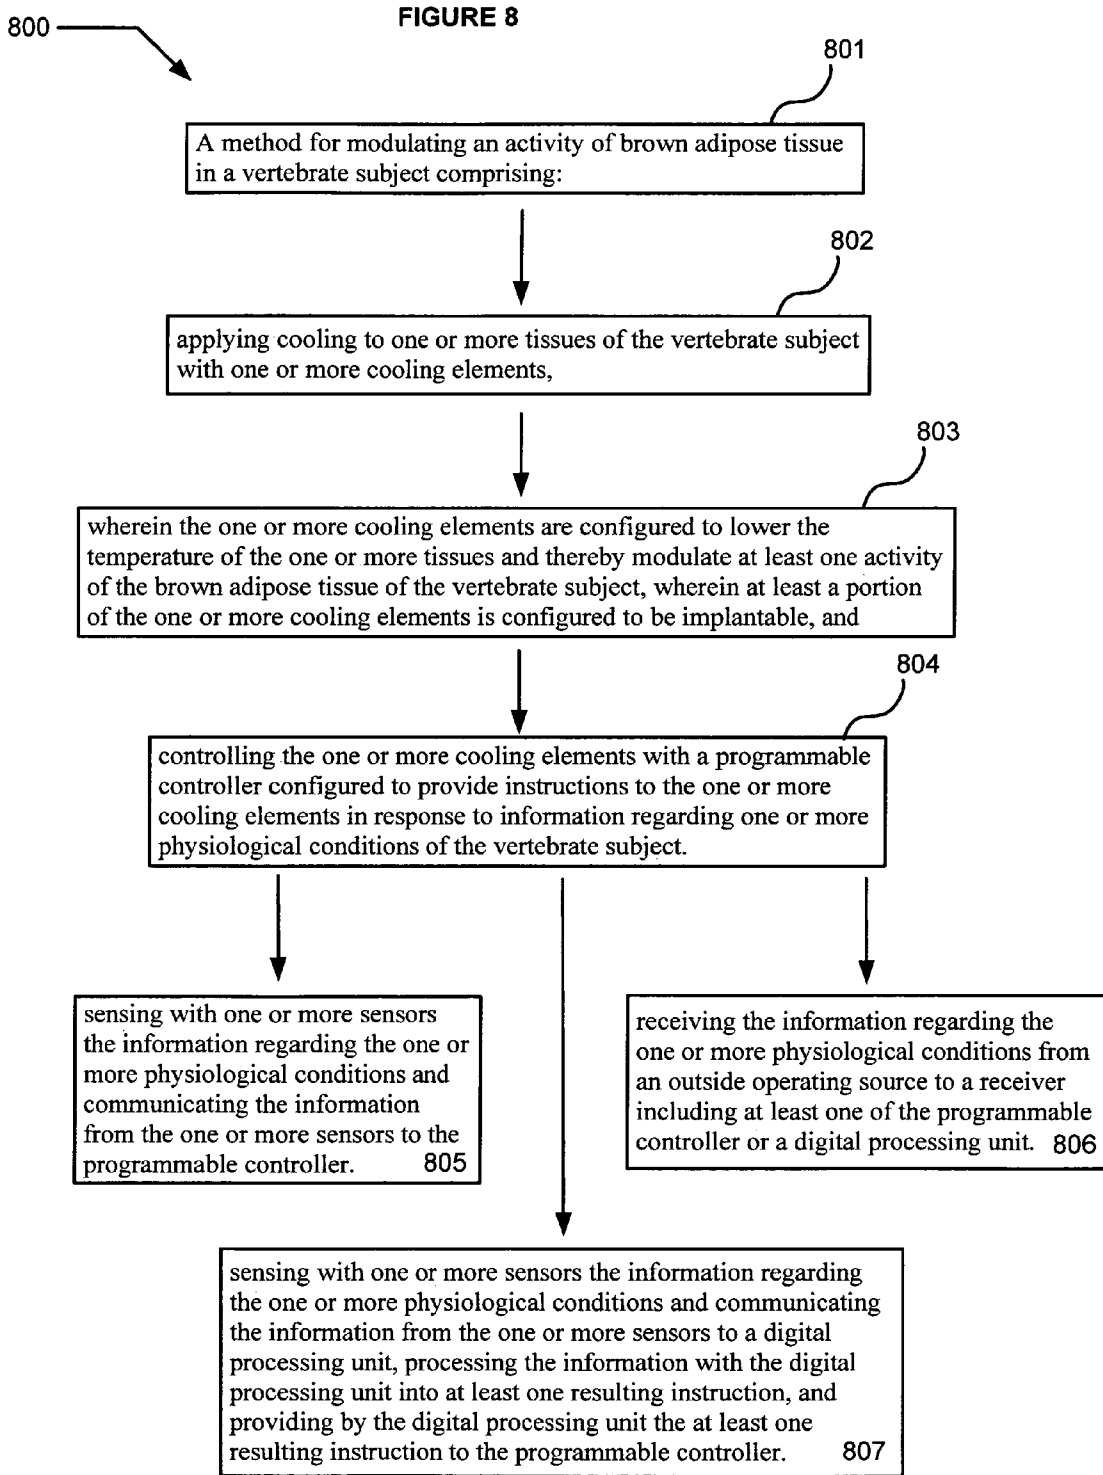 FIGURE 8
800
801
A method for modulating an activity of brown adipose tissue
in a vertebrate subject comprising:
802
applying cooling to one or more tissues of the vertebrate subject
with one or more cooling elements,
803
wherein the one or more cooling elements are configured to lower the
temperature of the one or more tissues and thereby modulate at least one activity
of the brown adipose tissue of the vertebrate subject, wherein at least a portion
of the one or more cooling elements is configured to be implantable, and
804
controlling the one or more cooling elements with a programmable
controller configured to provide instructions to the one or more
cooling elements in response to information regarding one or more
physiological conditions of the vertebrate subject.
sensing with one or more sensors
the information regarding the one or
more physiological conditions and
communicating the information
from the one or more sensors to the
programmable controller. 805
receiving the information regarding the
one or more physiological conditions from
an outside operating source to a receiver
including at least one of the programmable
controller or a digital processing unit. 806
sensing with one or more sensors the information regarding
the one or more physiological conditions and communicating
the information from the one or more sensors to a digital
processing unit, processing the information with the digital
processing unit into at least one resulting instruction, and
providing by the digital processing unit the at least one
resulting instruction to the programmable controller. 807